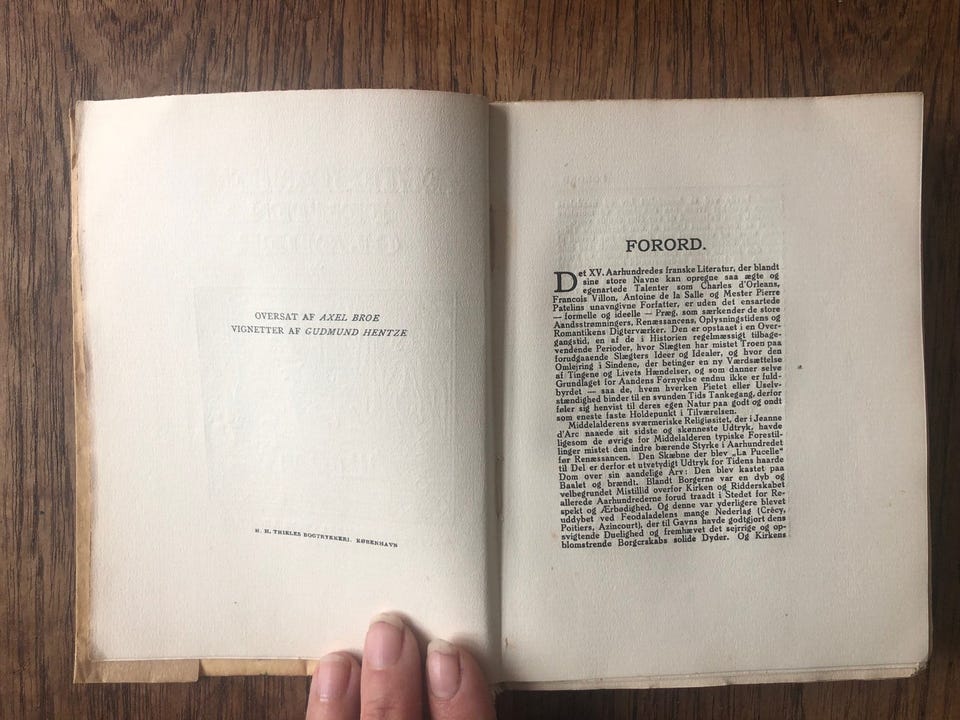 OVERSAT AF AXEL BROE
VIGNETTER AF GUDMUND HENTZE
H. H. THIELES BOGTRYKKERI. KØBENHAVN
FORORD.
Det XV. Aarhundredes franske Literatur, der blandt
sine store Navne kan opregne saa ægte og
egenartede Talenter som Charles d'Orleans,
Francois Villon, Antoine de la Salle og Mester Pierre
Patelins unavngivne Forfatter, er uden det ensartede
— formelle og ideelle — Præg, som særkender de store
Aandsstrømningers, Renæssancens, Oplysningstidens og
Romantikens Digterværker. Den er opstaaet i en Over-
gangstid, en af de i Historien regelmæssigt tilbage-
vendende Perioder, hvor Slægten har mistet Troen paa
forudgaaende Slægters Ideer og Idealer, og hvor den
Omlejring i Sindene, der betinger en ny Værdsættelse
af Tingene og Livets Hændelser, og som danner selve
Grundlaget for Aandens Fornyelse endnu ikke er fuld-
byrdet — saa de, hvem hverken Pietet eller Uselv-
stændighed binder til en svunden Tids Tankegang, derfor
føler sig henvist til deres egen Natur paa godt og ondt
som eneste faste Holdepunkt i Tilværelsen.
Middelalderens sværmeriske Religiøsitet, der i Jeanne
d'Arc naaede sit sidste og skønneste Udtryk, havde
ligesom de øvrige for Middelalderen typiske Forestil-
linger mistet den indre bærende Styrke i Aarhundredet
før Renæssancen. Den Skæbne der blev „La Pucelle"
til Del er derfor et utvetydigt Udtryk for Tidens haarde
Dom over sin aandelige Arv: Den blev kastet paa
Baalet og brændt. Blandt Borgerne var en dyb og
velbegrundet Mistillid overfor Kirken og Ridderskabet
allerede Aarhundrederne forud traadt i Stedet for Re-
spekt og Ærbødighed. Og denne var yderligere blevet
uddybet ved Feodaladelens mange Nederlag (Crécy,
Poitiers, Azincourt), der til Gavns havde godtgjort dens
svigtende Duelighed og fremhævet det sejrrige og op-
blomstrende Borgerskabs solide Dyder. Og Kirkens